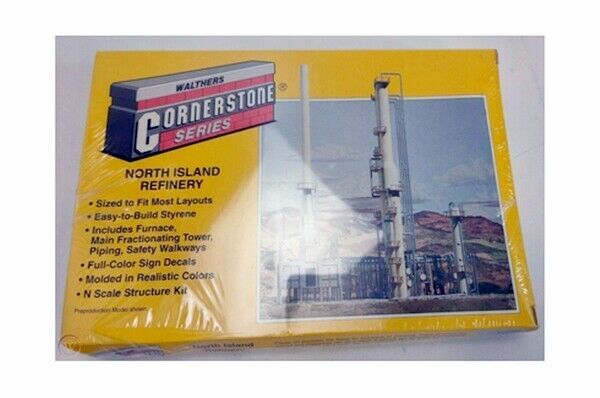 WALTHERS
CORNERSTONE®
SERIES
NORTH ISLAND
REFINERY
• Sized to Fit Most Layouts
• Easy-to-Build Styrene
• Includes Furnace,
Main Fractionating Tower,
Piping, Safety Walkways
• Full-Color Sign Decals
• Molded in Realistic Colors
• N Scale Structure Kit
Preproduction Model shown
North Island
Refinery